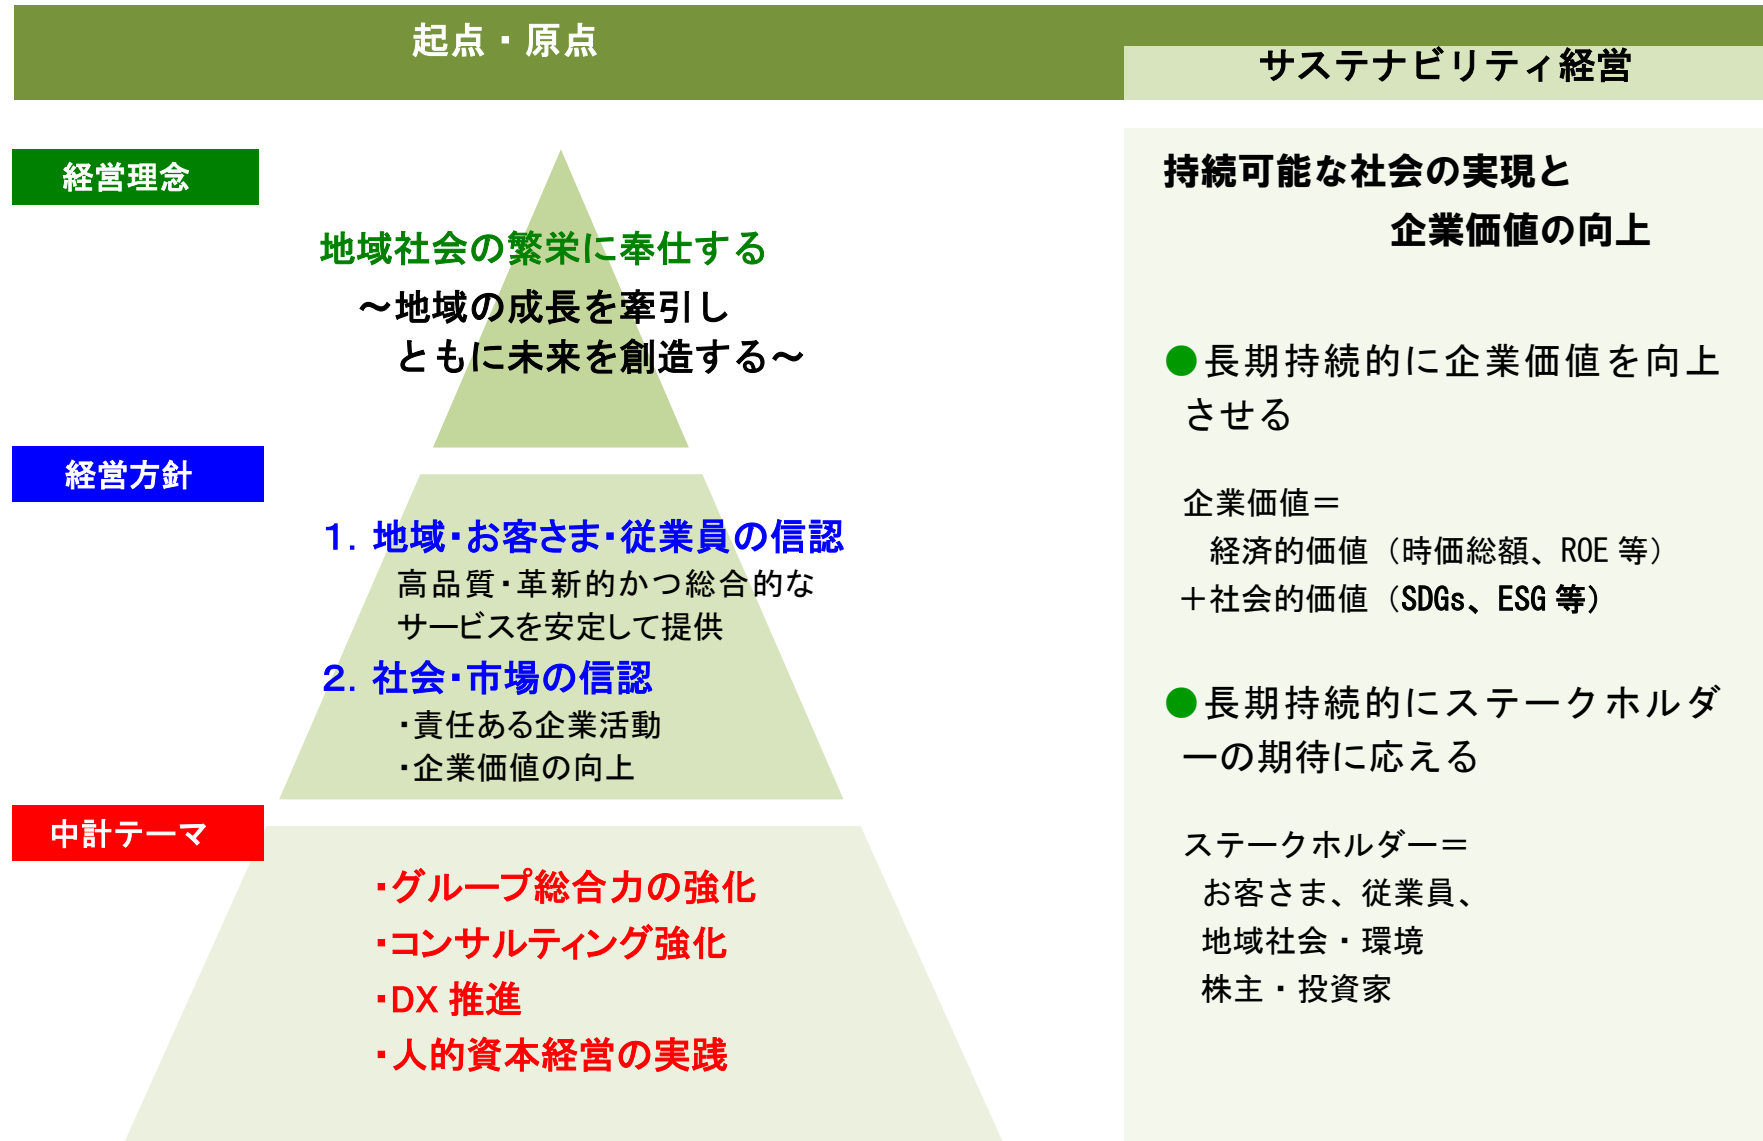 起点・原点
サステナビリティ経営
経営理念
地域社会の繁栄に奉仕する
～地域の成長を牽引し
ともに未来を創造する～
経営方針
1. 地域・お客さま・従業員の信認
高品質・革新的かつ総合的な
サービスを安定して提供
2. 社会・市場の信認
・責任ある企業活動
・企業価値の向上
中計テーマ
・グループ総合力の強化
・コンサルティング強化
・DX 推進
・人的資本経営の実践
持続可能な社会の実現と
企業価値の向上
●長期持続的に企業価値を向上
させる
企業価値＝
経済的価値（時価総額、ROE 等）
＋社会的価値（SDGs、ESG 等）
●長期持続的にステークホルダ
ーの期待に応える
ステークホルダー＝
お客さま、従業員、
地域社会・環境
株主・投資家